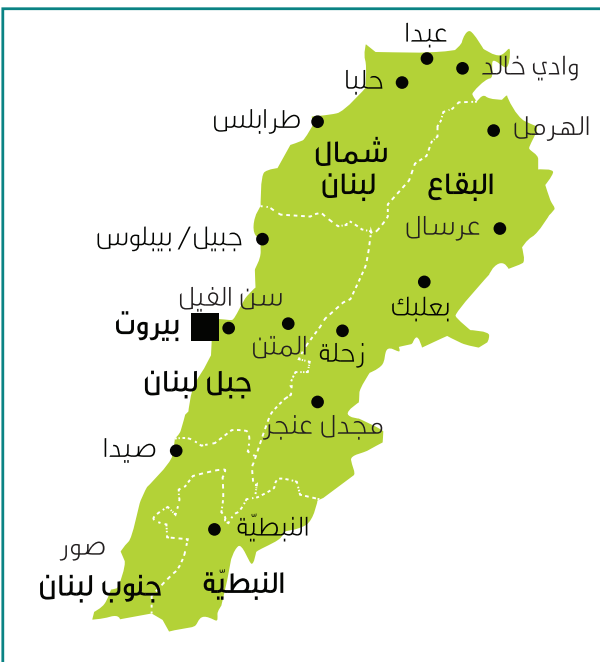 عبدا
وادي خالد
حلبا
طرابلس
الهرمل
شمال
لبنان
البقاع
عرسال
جبيل/ بيبلوس
بعلبك
سن الفيل
بيروت
المتن
زحلة
جبل لبنان
مجدل عنجر
صيدا
النبطيّة
صور
النبطيّة
جنوب لبنان